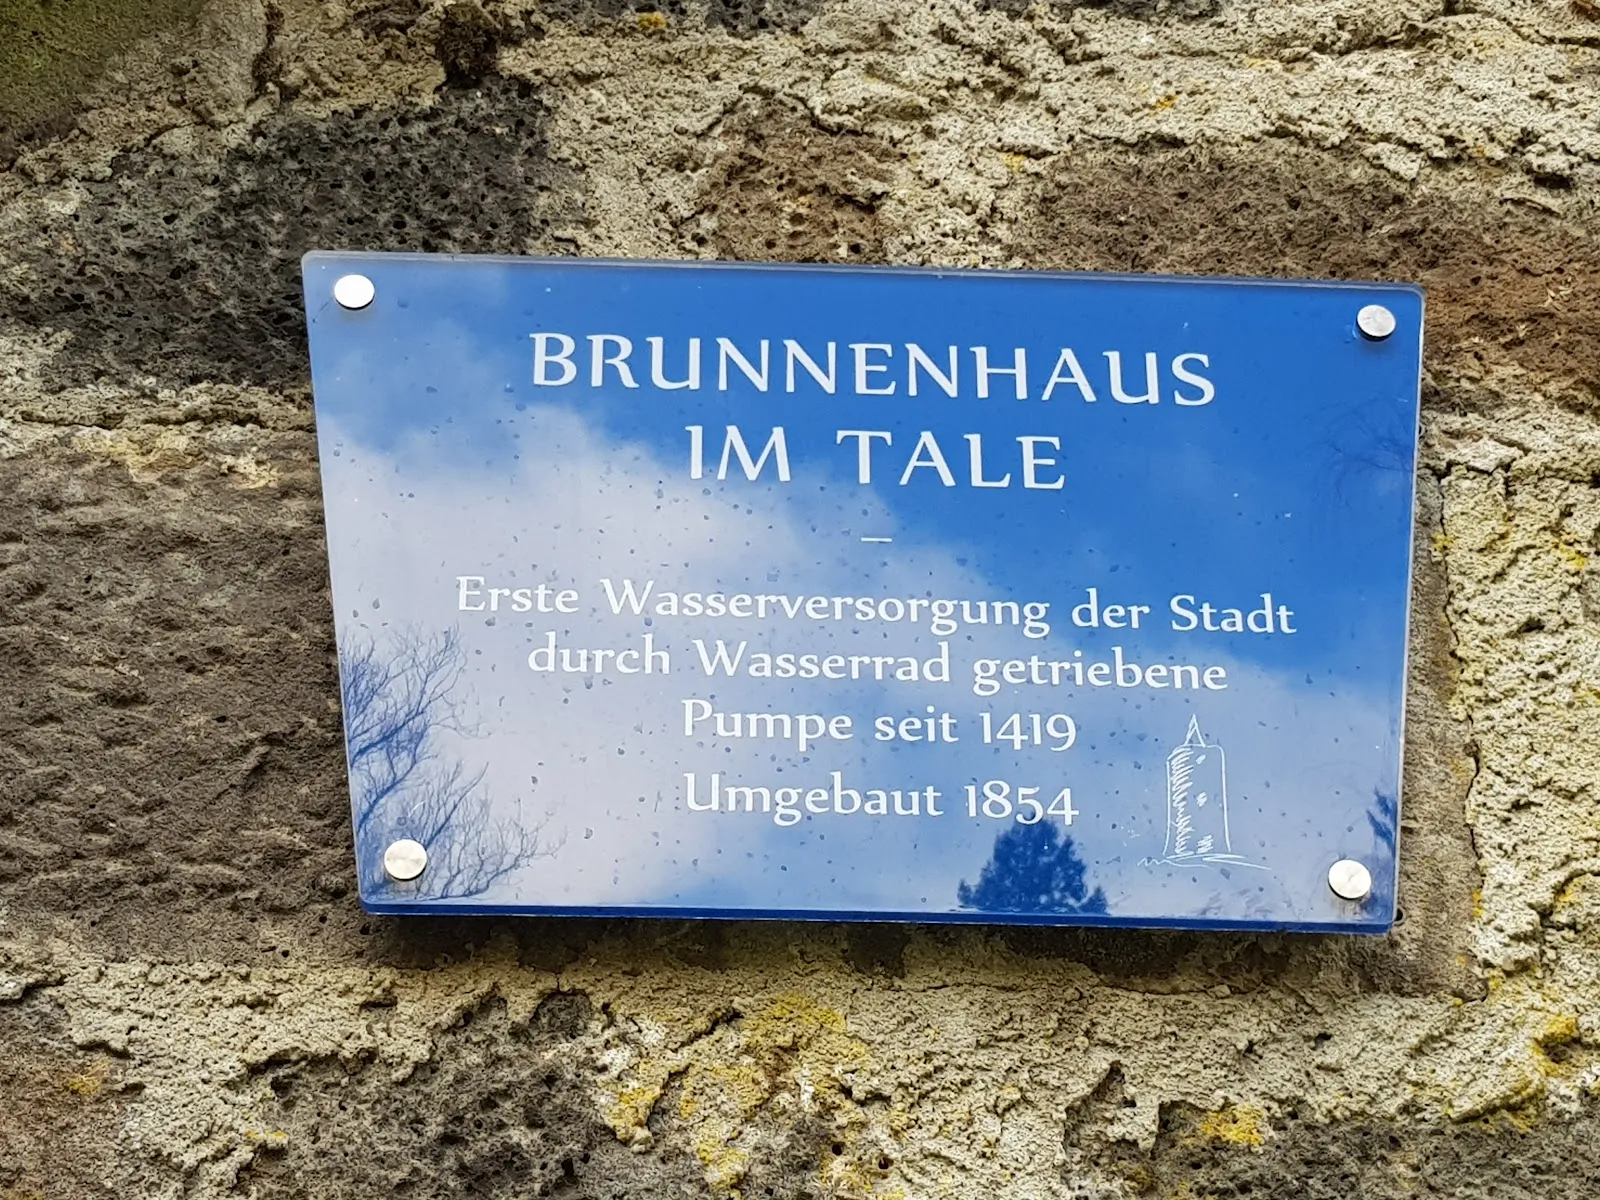 BRUNNENHAUS
IM TALE
–
Erste Wasserversorgung der Stadt
durch Wasserrad getriebene
Pumpe seit 1419
Umgebaut 1854